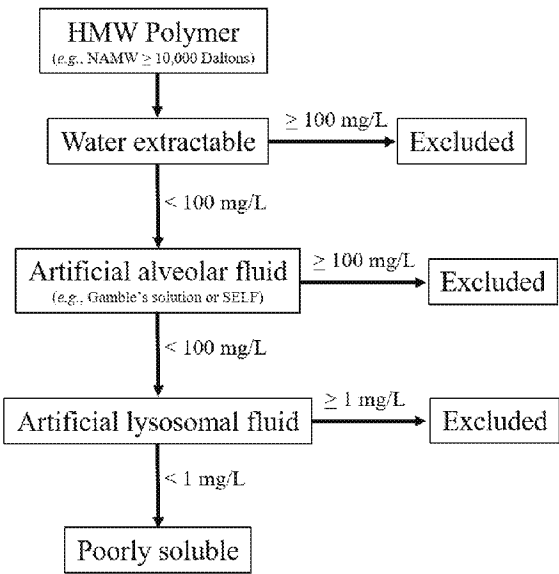 HMW Polymer
(e.g., NAMW ≥ 10,000 Daltons)
Water extractable
≥ 100 mg/L
Excluded
< 100 mg/L
Artificial alveolar fluid
(e.g., Gamble's solution or SELF)
≥ 100 mg/L
Excluded
< 100 mg/L
Artificial lysosomal fluid
≥ 1 mg/L
Excluded
< 1 mg/L
Poorly soluble